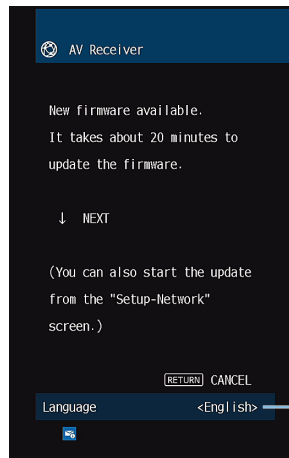 AV Receiver
New firmware available.
It takes about 20 minutes to
update the firmware.
↓ NEXT
(You can also start the update
from the "Setup-Network"
screen.)
RETURN CANCEL
Language <English>